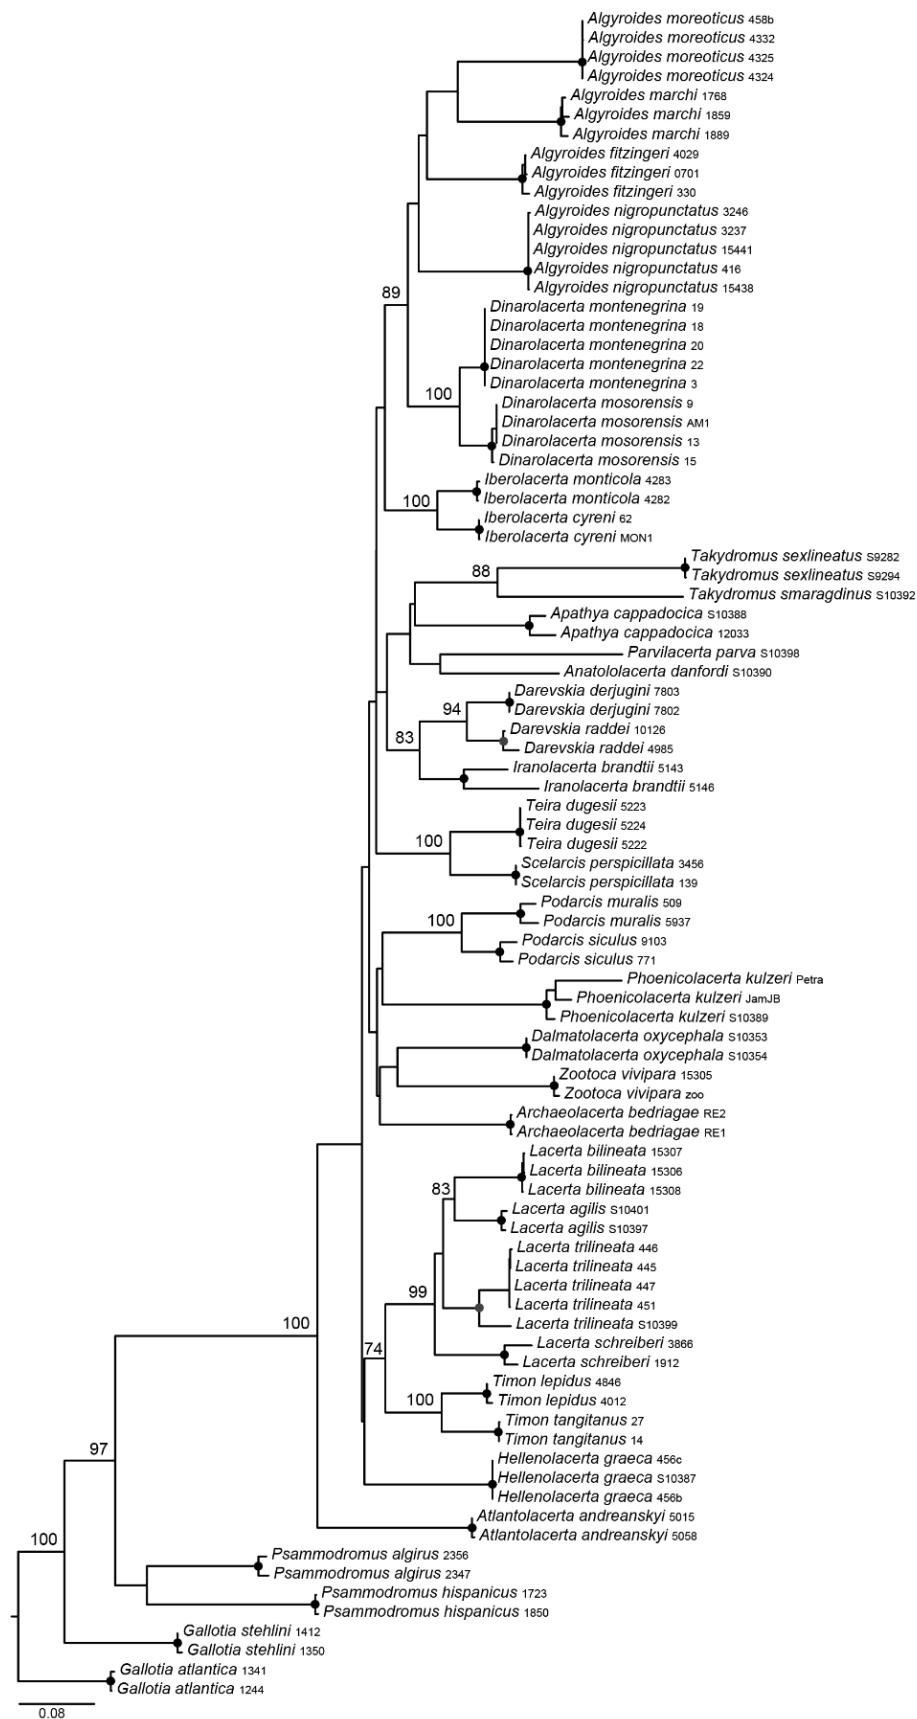 Algyroides moreoticus 458b
Algyroides moreoticus 4332
Algyroides moreoticus 4325
Algyroides moreoticus 4324
Algyroides marchi 1768
Algyroides marchi 1859
Algyroides marchi 1889
Algyroides fitzingeri 4029
Algyroides fitzingeri 0701
Algyroides fitzingeri 330
Algyroides nigropunctatus 3246
Algyroides nigropunctatus 3237
Algyroides nigropunctatus 15441
Algyroides nigropunctatus 416
Algyroides nigropunctatus 15438
89
Dinarolacerta montenegrina 19
Dinarolacerta montenegrina 18
Dinarolacerta montenegrina 20
Dinarolacerta montenegrina 22
Dinarolacerta montenegrina 3
100
Dinarolacerta mosorensis 9
Dinarolacerta mosorensis AM1
Dinarolacerta mosorensis 13
Dinarolacerta mosorensis 15
Iberolacerta monticola 4283
100
Iberolacerta monticola 4282
Iberolacerta cyreni 62
Iberolacerta cyreni MON1
Takydromus sexlineatus S9282
88
Takydromus sexlineatus S9294
Takydromus smaragdinus S10392
Apathya cappadocica S10388
Apathya cappadocica 12033
Parvilacerta parva S10398
Anatololacerta danfordi S10390
Darevskia derjugini 7803
94
Darevskia derjugini 7802
Darevskia raddei 10126
83
Darevskia raddei 4985
Iranolacerta brandtii 5143
Iranolacerta brandtii 5146
Teira dugesii 5223
Teira dugesii 5224
100
Teira dugesii 5222
Scelarcis perspicillata 3456
Scelarcis perspicillata 139
Podarcis muralis 509
100
Podarcis muralis 5937
Podarcis siculus 9103
Podarcis siculus 771
Phoenicolacerta kulzeri Petra
Phoenicolacerta kulzeri JamJB
Phoenicolacerta kulzeri S10389
Dalmatolacerta oxycephala S10353
Dalmatolacerta oxycephala S10354
Zootoca vivipara 15305
Zootoca vivipara zoo
Archaeolacerta bedriagae RE2
Archaeolacerta bedriagae RE1
Lacerta bilineata 15307
Lacerta bilineata 15306
83
Lacerta bilineata 15308
Lacerta agilis S10401
Lacerta agilis S10397
Lacerta trilineata 446
Lacerta trilineata 445
Lacerta trilineata 447
99
Lacerta trilineata 451
Lacerta trilineata S10399
100
Lacerta schreiberi 3866
74
Lacerta schreiberi 1912
Timon lepidus 4846
100
Timon lepidus 4012
Timon tangitanus 27
Timon tangitanus 14
97
Hellenolacerta graeca 456c
Hellenolacerta graeca S10387
Hellenolacerta graeca 456b
Atlantolacerta andreanskyi 5015
Atlantolacerta andreanskyi 5058
100
Psammodromus algirus 2356
Psammodromus algirus 2347
Psammodromus hispanicus 1723
Psammodromus hispanicus 1850
Gallotia stehlini 1412
Gallotia stehlini 1350
Gallotia atlantica 1341
Gallotia atlantica 1244
0.08